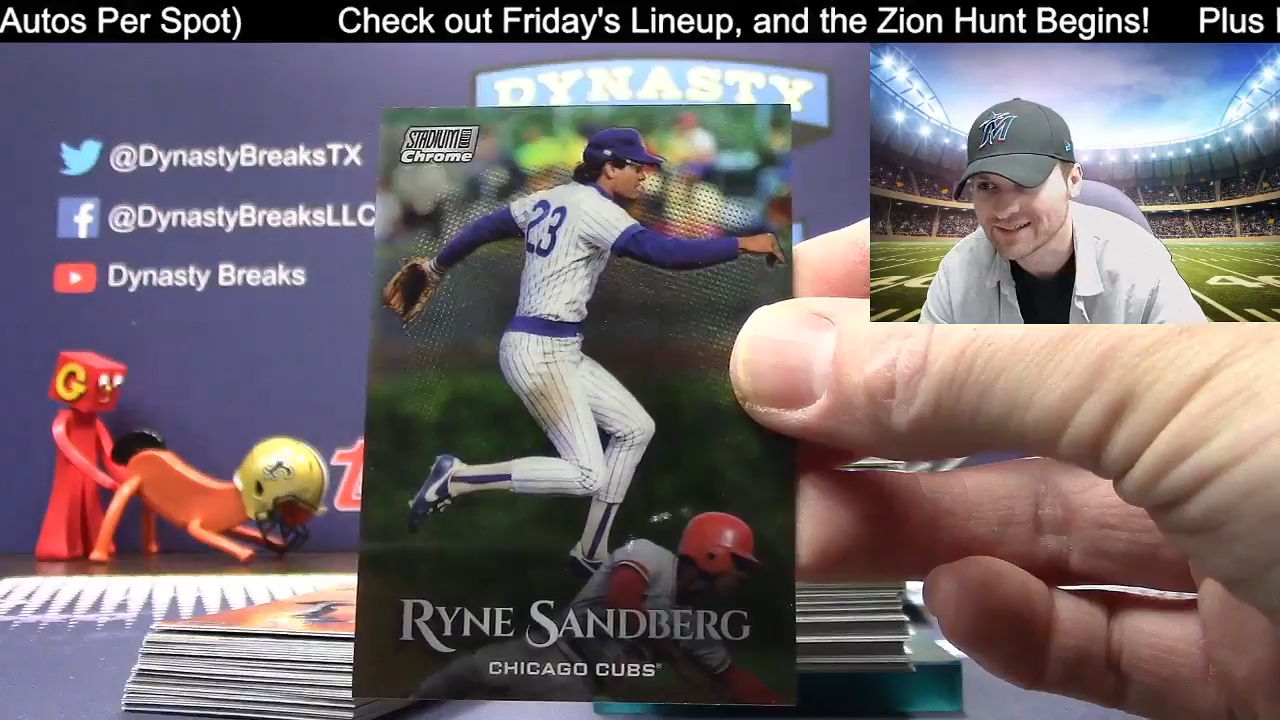 Autos Per Spot) Check out Friday's Lineup, and the Zion Hunt Begins! Plus
DYNASTY
@DynastyBreaksTX
@DynastyBreaksLLC
Dynasty Breaks
STADIUM CLUB
Chrome
23
G
M
RYNE SANDBERG
CHICAGO CUBS